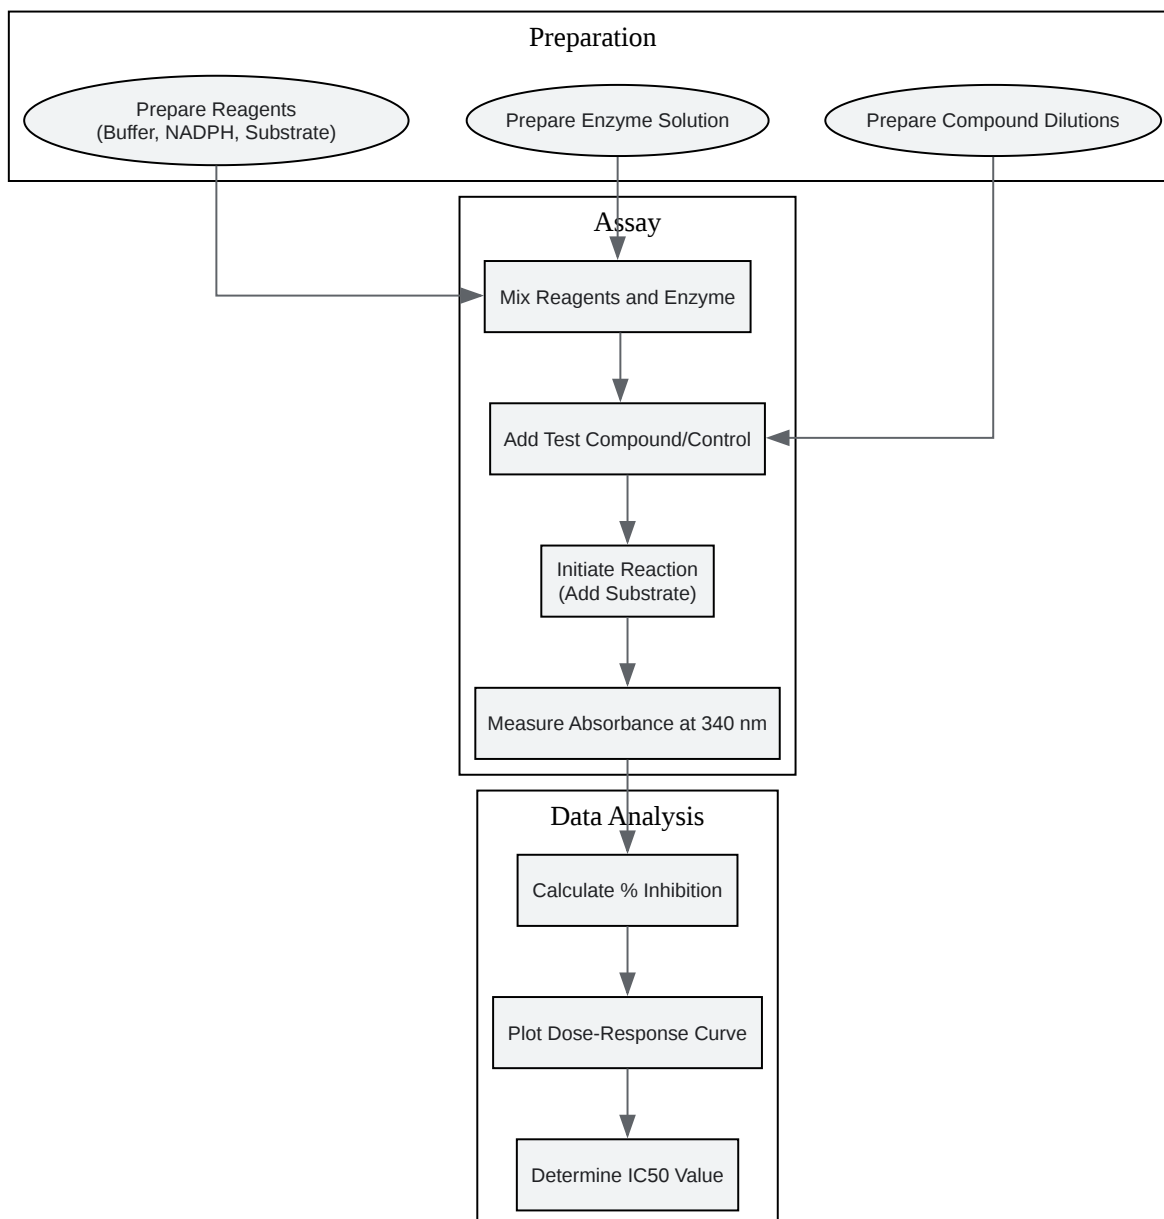 Preparation
Prepare Reagents
(Buffer, NADPH, Substrate)
Prepare Enzyme Solution
Prepare Compound Dilutions
Assay
Mix Reagents and Enzyme
Add Test Compound/Control
Initiate Reaction
(Add Substrate)
Measure Absorbance at 340 nm
Data Analysis
Calculate % Inhibition
Plot Dose-Response Curve
Determine IC50 Value